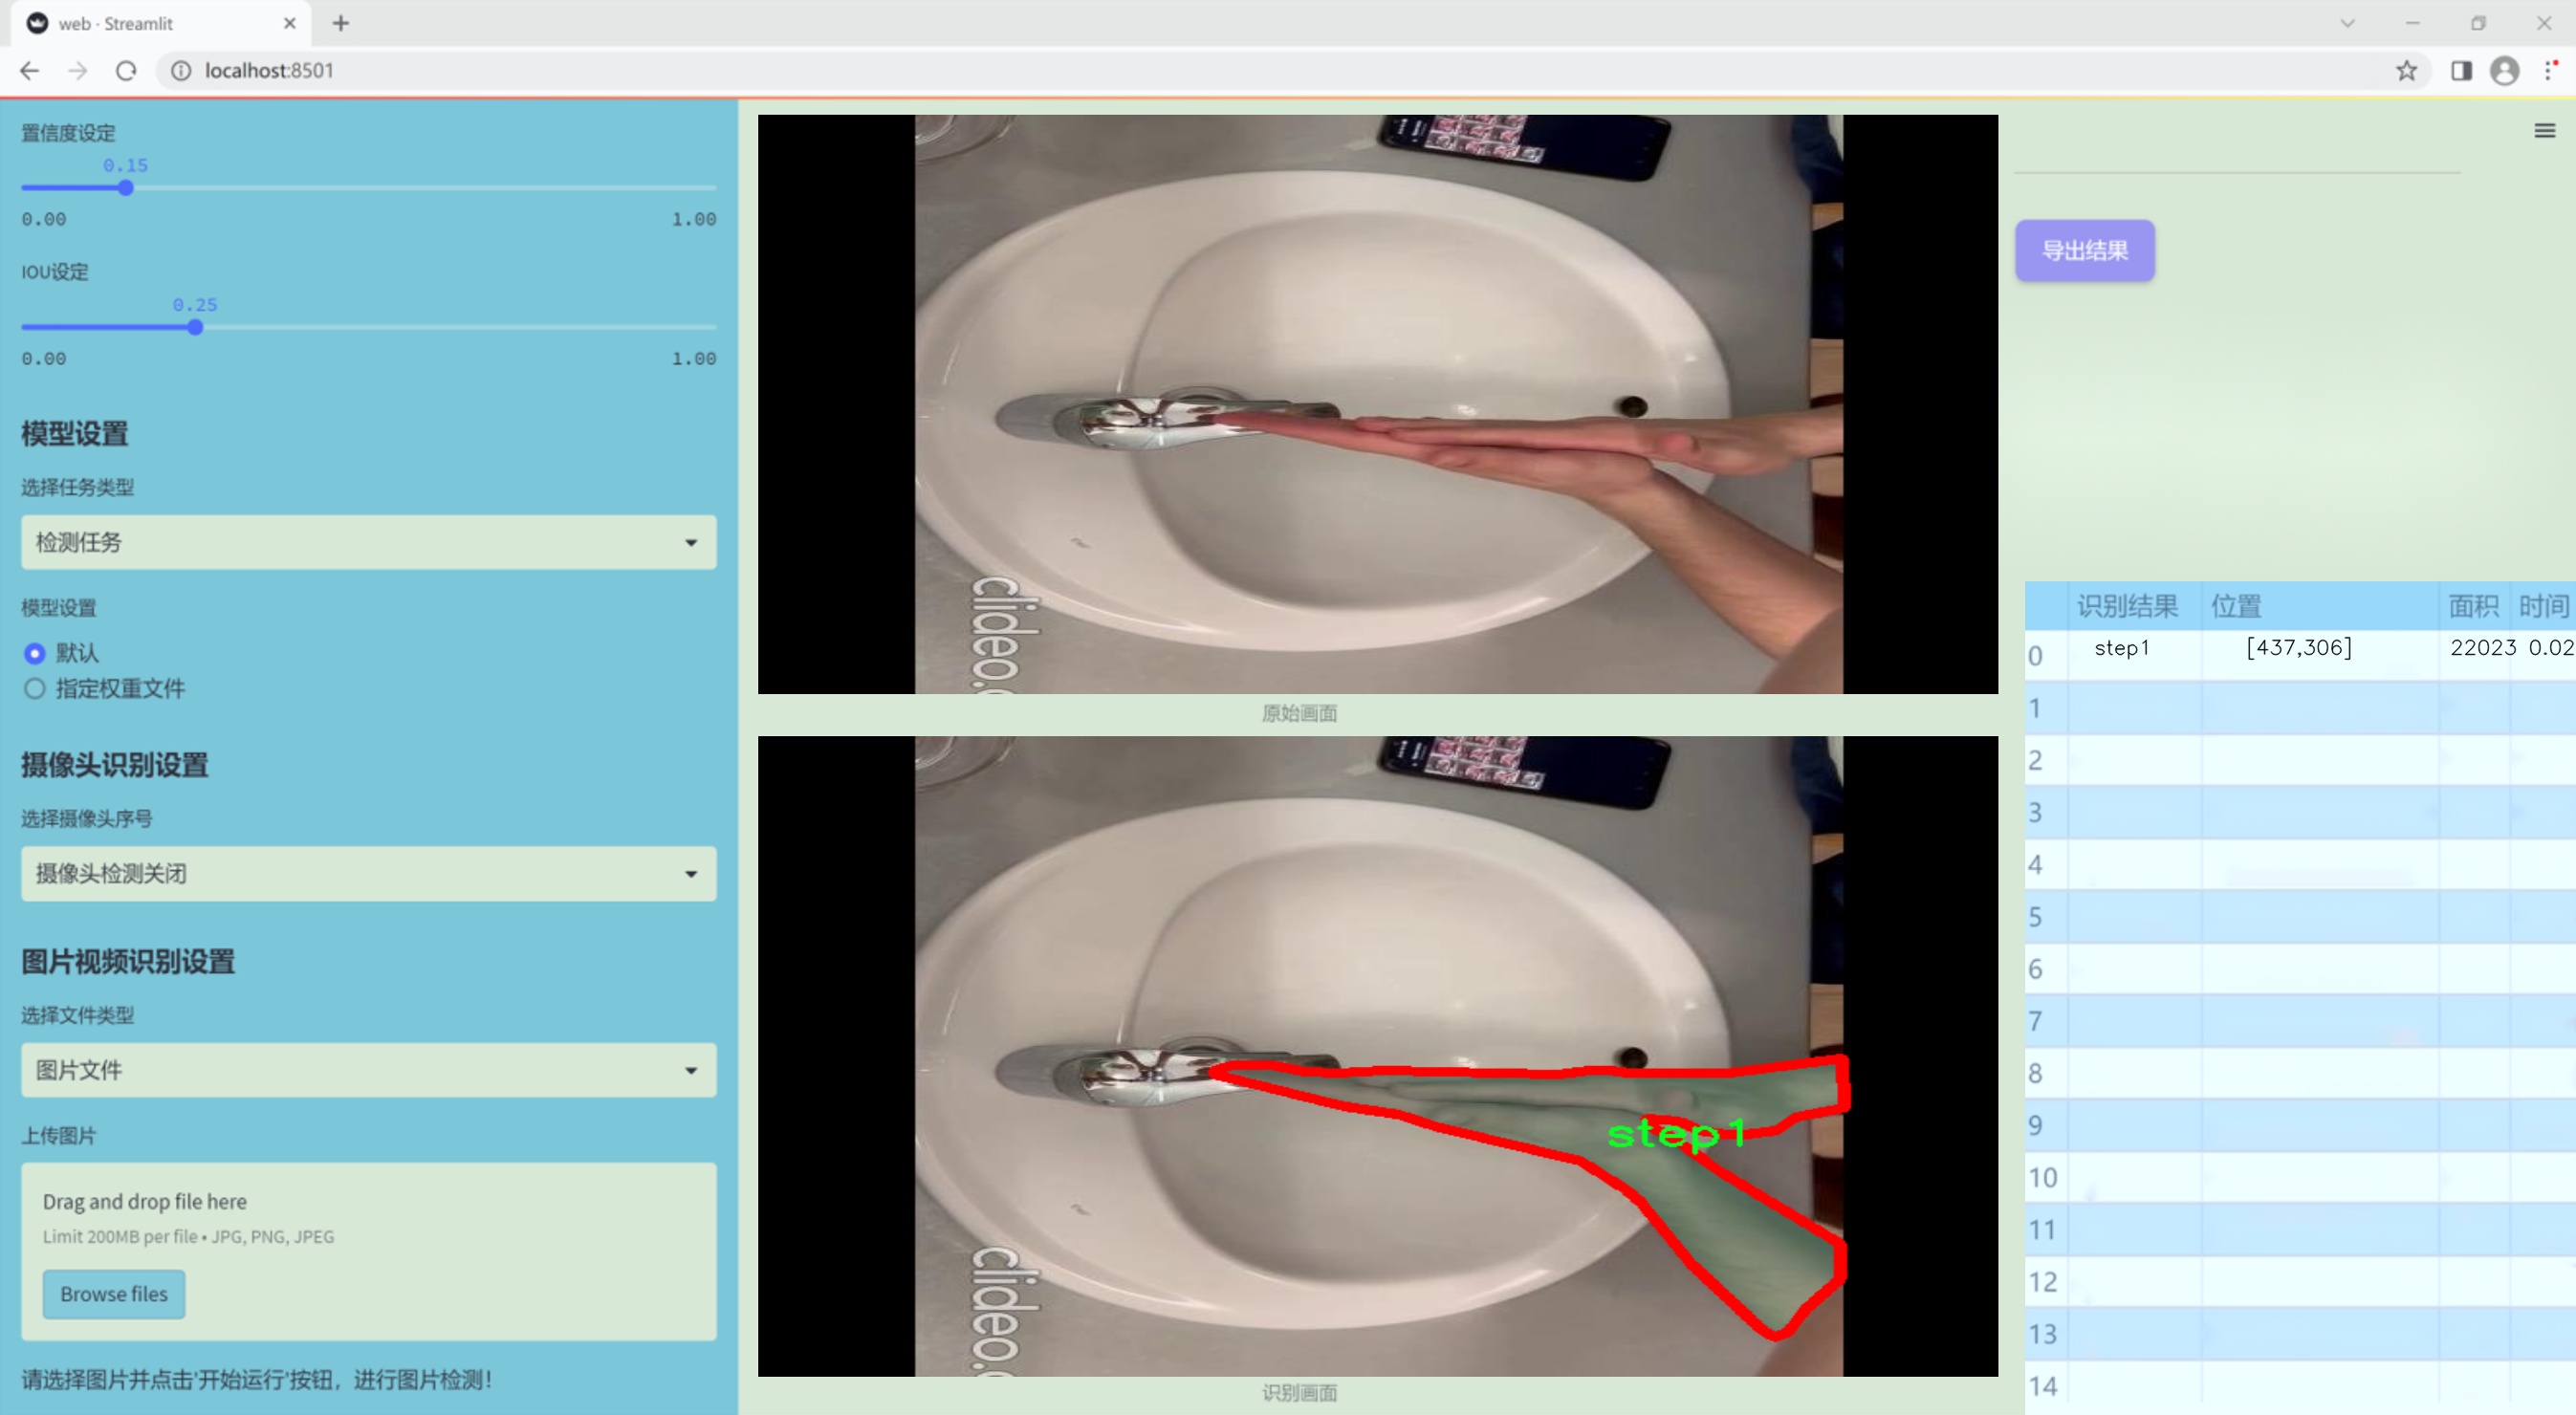 web · Streamlit
localhost:8501
置信度设定
0.15
0.00 1.00
IOU设定
0.25
0.00 1.00
模型设置
选择任务类型
检测任务
模型设置
默认
指定权重文件
摄像头识别设置
选择摄像头序号
摄像头检测关闭
图片视频识别设置
选择文件类型
图片文件
上传图片
Drag and drop file here
Limit 200MB per file • JPG, PNG, JPEG
Browse files
请选择图片并点击'开始运行'按钮，进行图片检测！
clideo.
原始画面
step1
clideo.
识别画面
导出结果
识别结果 位置 面积 时间
0 step1 [437,306] 22023 0.02
1
2
3
4
5
6
7
8
9
10
11
12
13
14